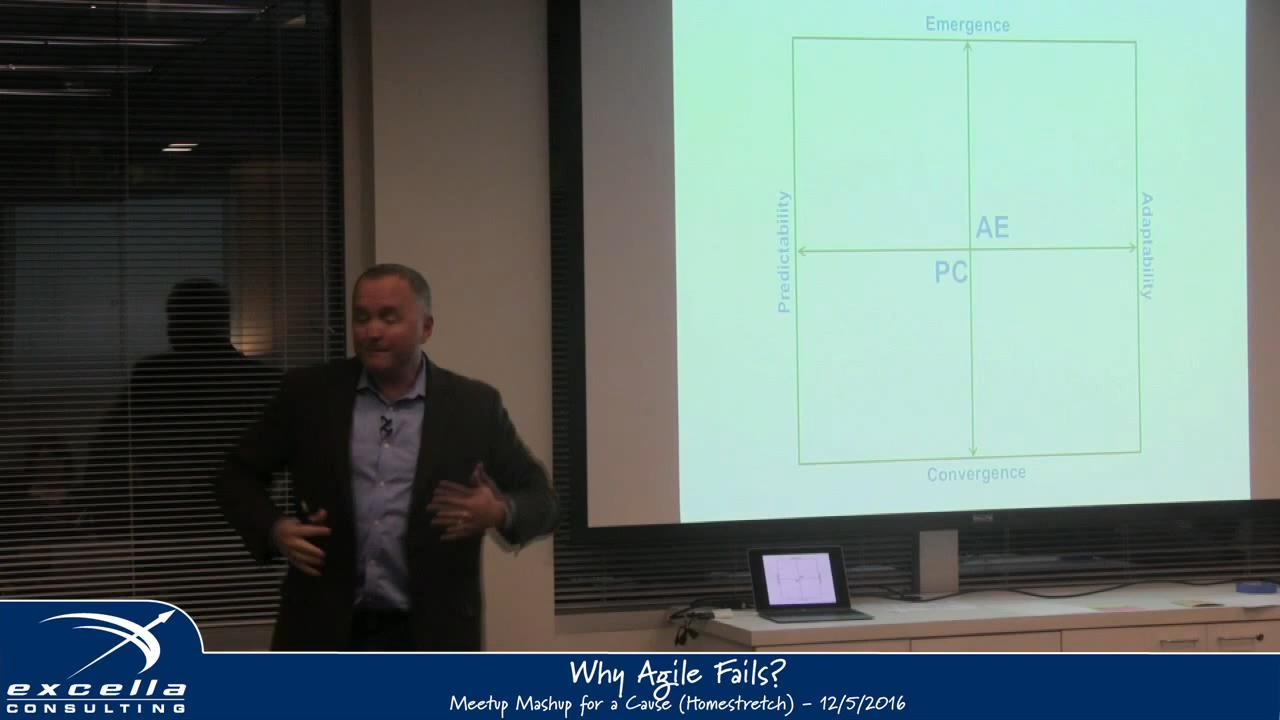 Emergence
Predictability
Adaptability
AE
PC
Convergence
excella
CONSULTING
Why Agile Fails?
Meetup Mashup for a Cause (Homestretch) - 12/5/2016